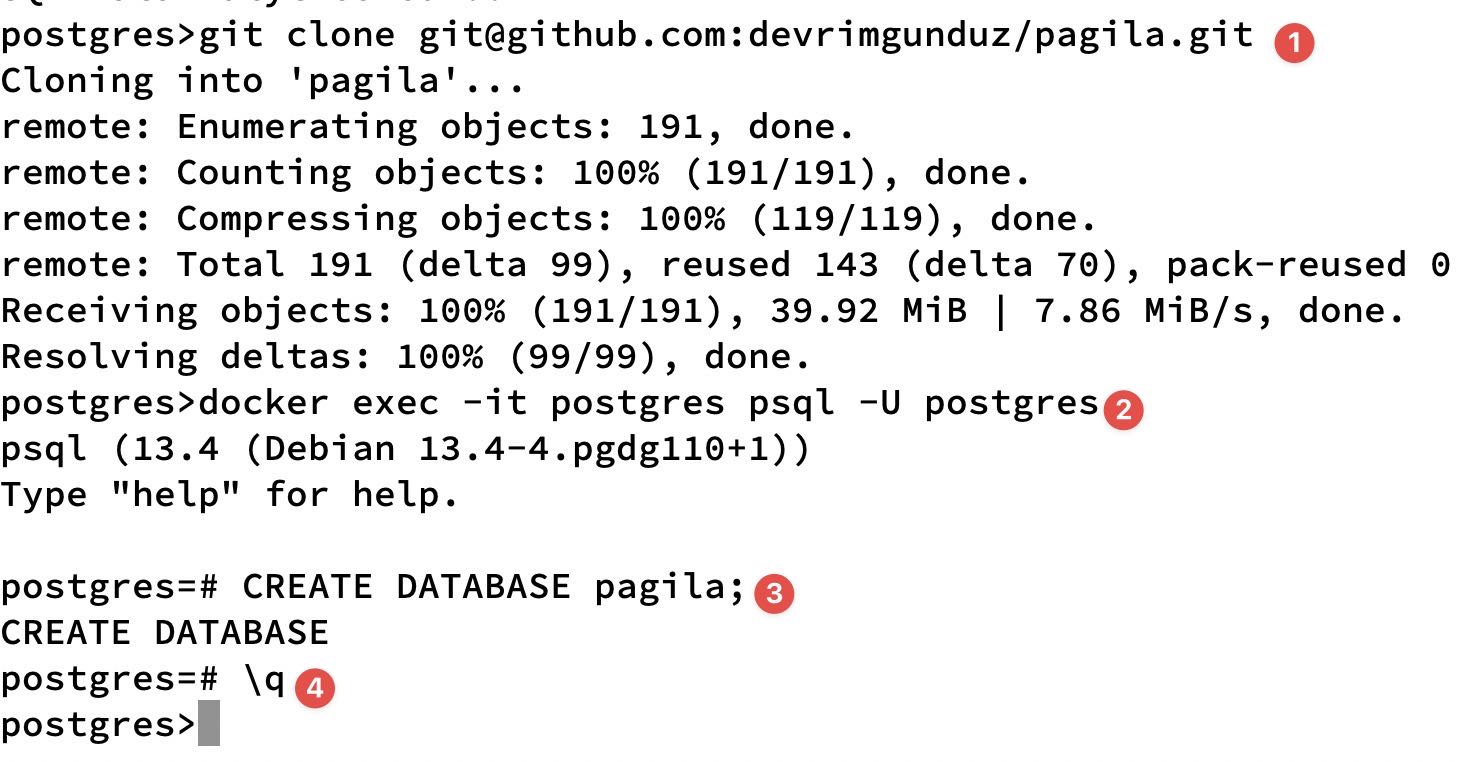 postgres>git clone git@github.com:devrimgunduz/pagila.git 1
Cloning into 'pagila'...
remote: Enumerating objects: 191, done.
remote: Counting objects: 100% (191/191), done.
remote: Compressing objects: 100% (119/119), done.
remote: Total 191 (delta 99), reused 143 (delta 70), pack-reused 0
Receiving objects: 100% (191/191), 39.92 MiB | 7.86 MiB/s, done.
Resolving deltas: 100% (99/99), done.
postgres>docker exec -it postgres psql -U postgres 2
psql (13.4 (Debian 13.4-4.pgdg110+1))
Type "help" for help.
postgres=# CREATE DATABASE pagila; 3
CREATE DATABASE
postgres=# \q 4
postgres>